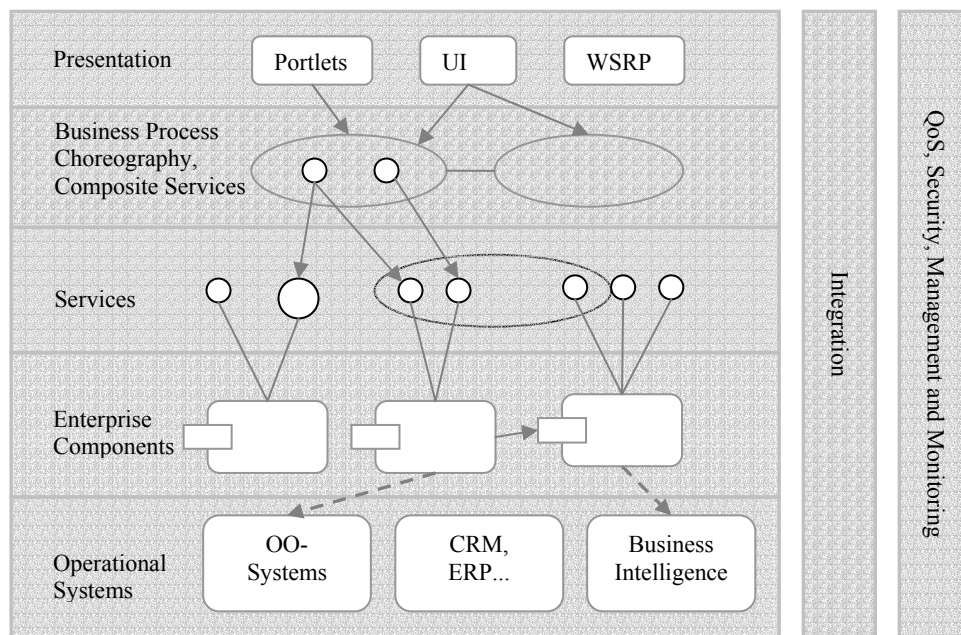 Presentation
Portlets
UI
WSRP
Business Process
Choreography,
Composite Services
Services
Enterprise
Components
Operational
Systems
OO-
Systems
CRM,
ERP...
Business
Intelligence
Integration
QoS, Security, Management and Monitoring